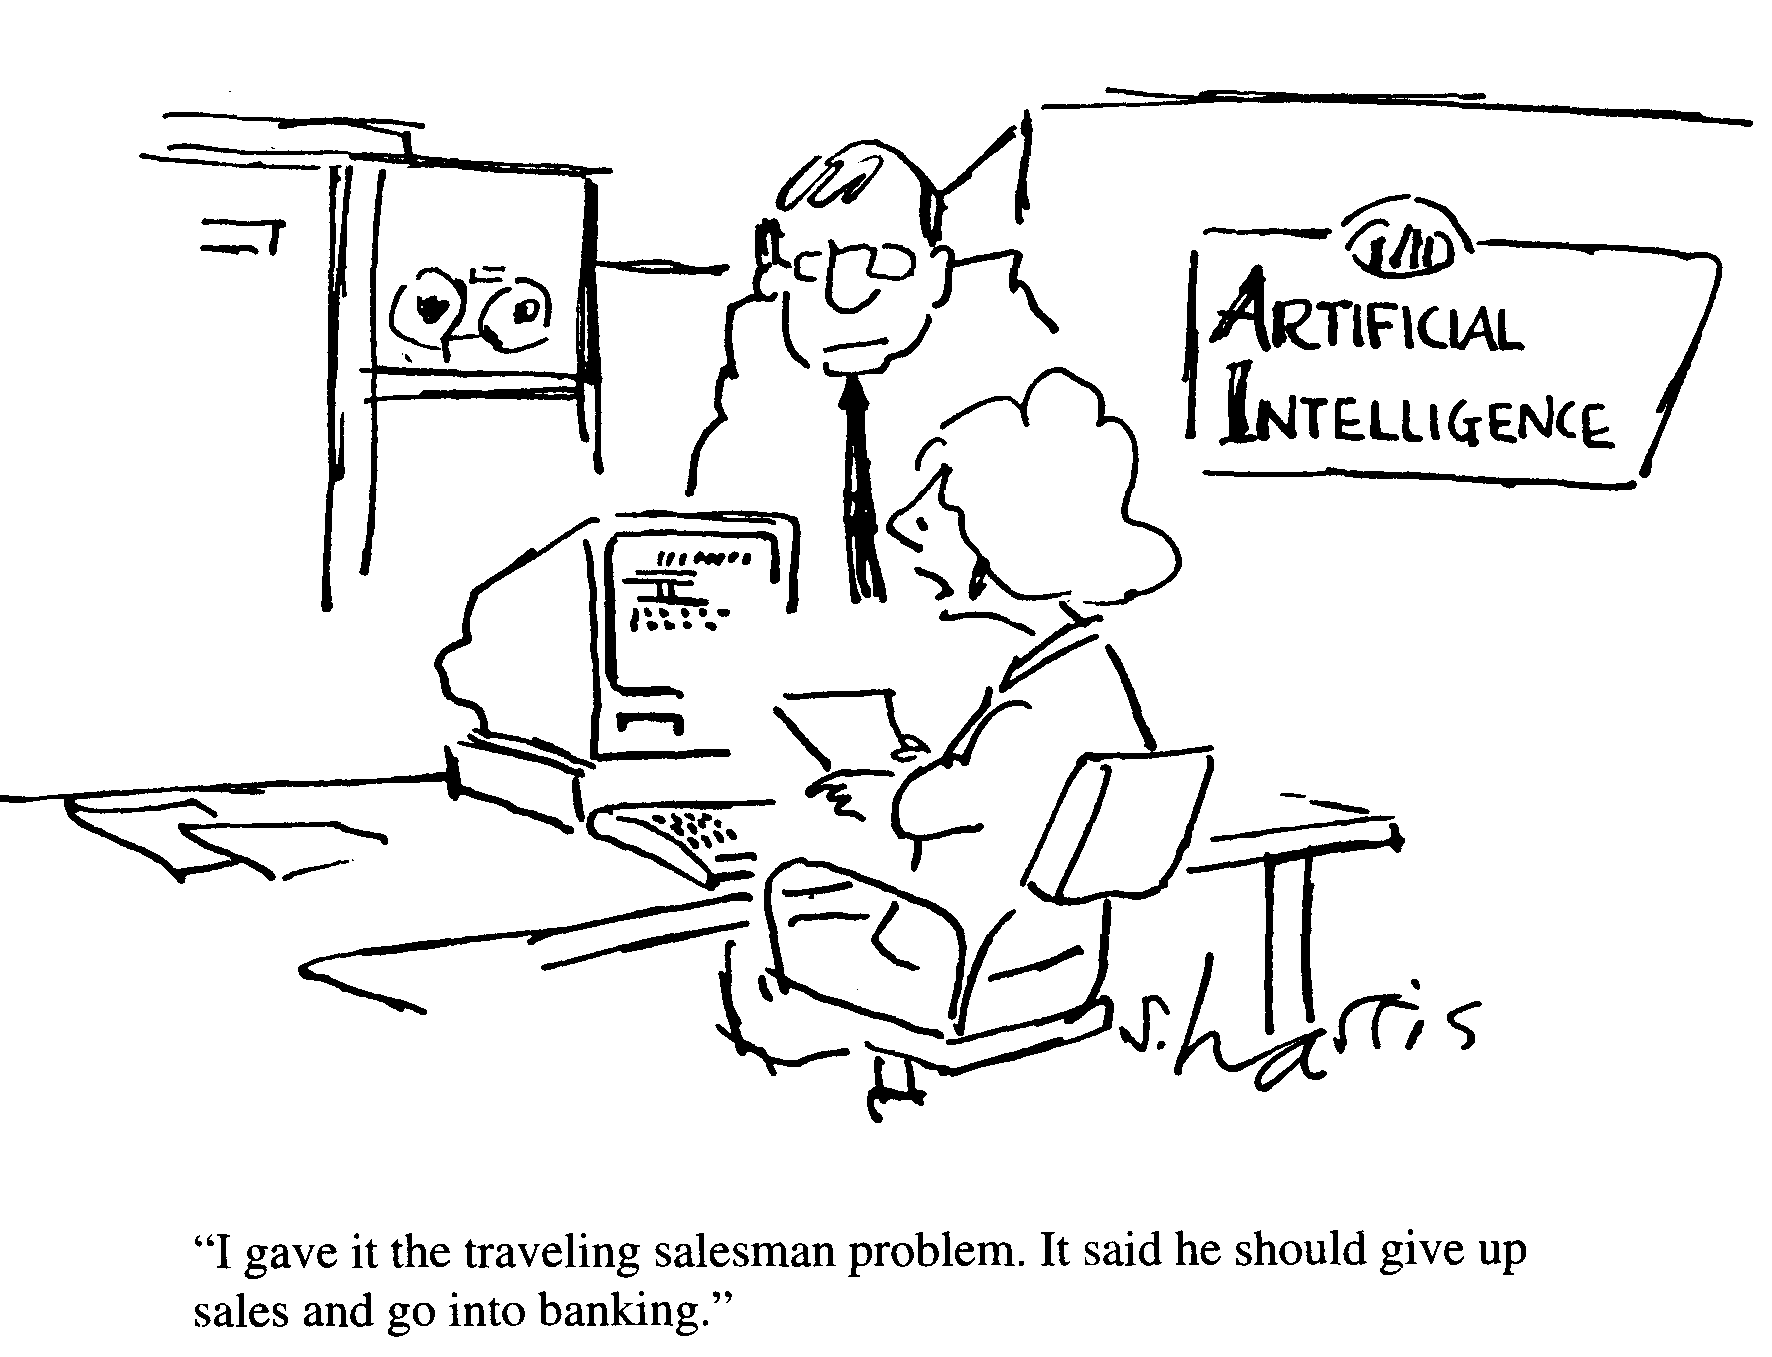 ARTIFICIAL
INTELLIGENCE
S. harris
“I gave it the traveling salesman problem. It said he should give up
sales and go into banking.”